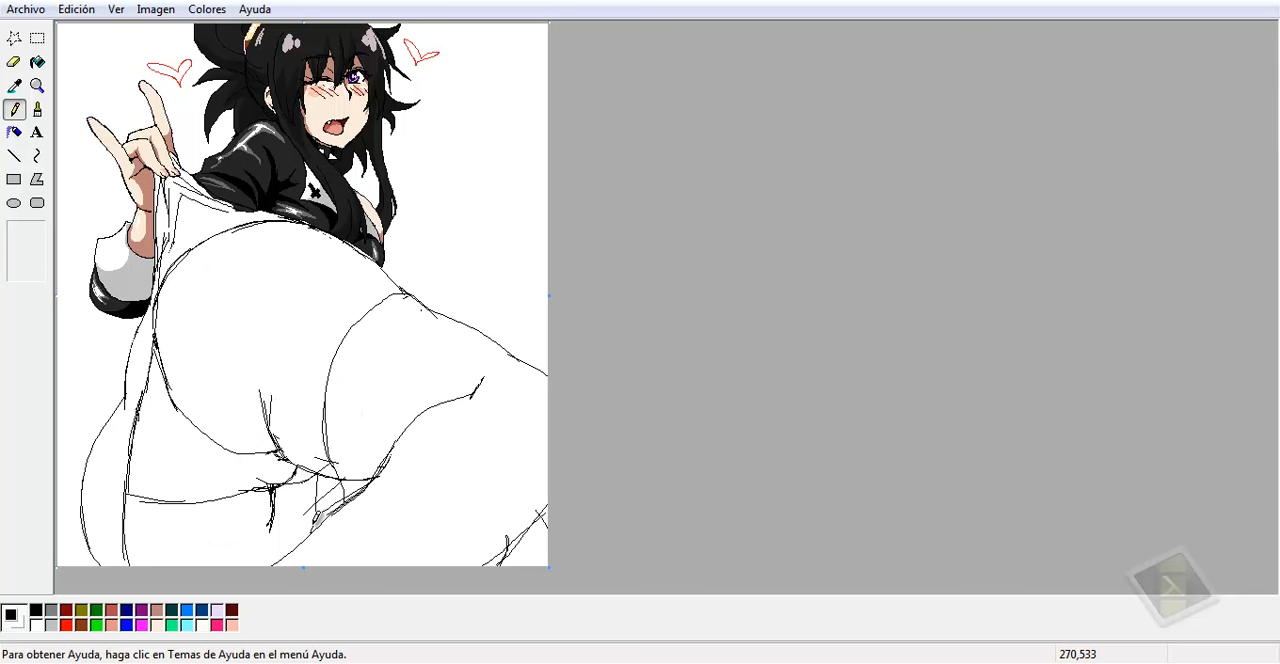 Archivo Edición Ver Imagen Colores Ayuda
A
Para obtener Ayuda, haga clic en Temas de Ayuda en el menú Ayuda. 270,533